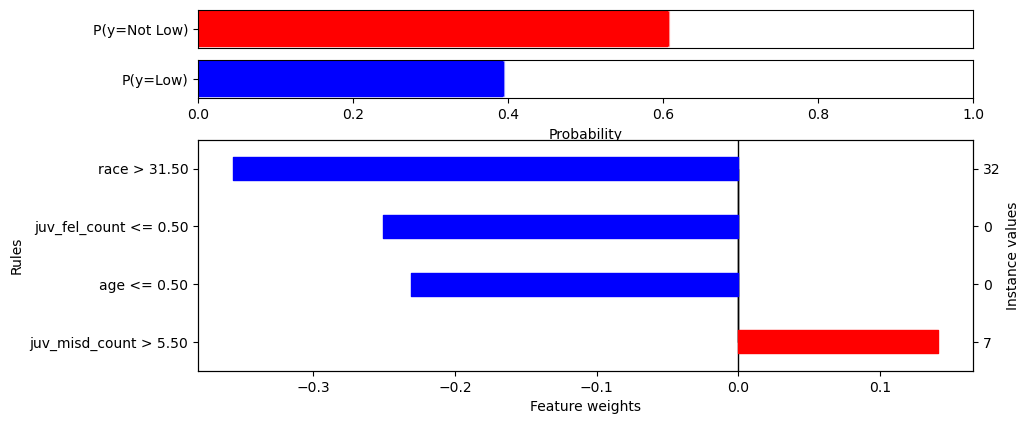 P(y=Not Low)
P(y=Low)
0.0 0.2 0.4 0.6 0.8 1.0
Probability
race > 31.50 32
juv_fel_count <= 0.50 0
age <= 0.50 0
juv_misd_count > 5.50 7
Rules
Instance values
−0.3 −0.2 −0.1 0.0 0.1
Feature weights